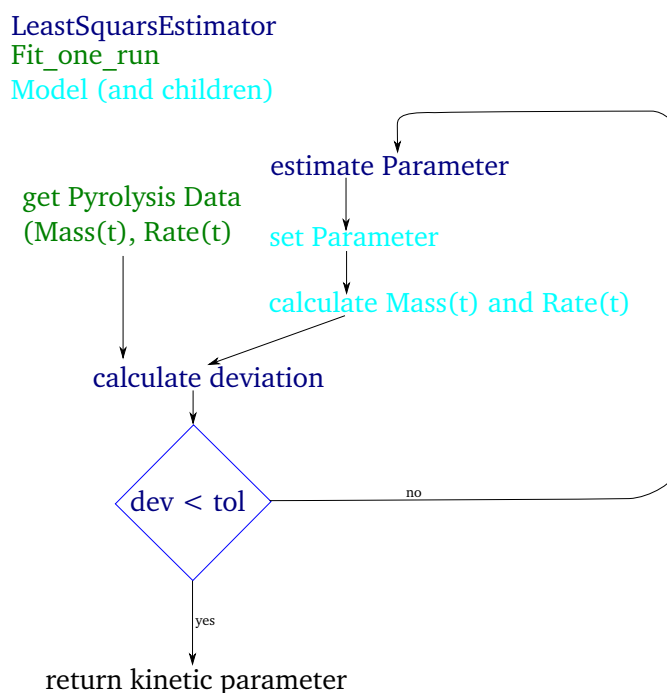 LeastSquarsEstimator
Fit_one_run
Model (and children)
estimate Parameter
get Pyrolysis Data
(Mass(t), Rate(t)
set Parameter
calculate Mass(t) and Rate(t)
calculate deviation
dev < tol
no
yes
return kinetic parameter